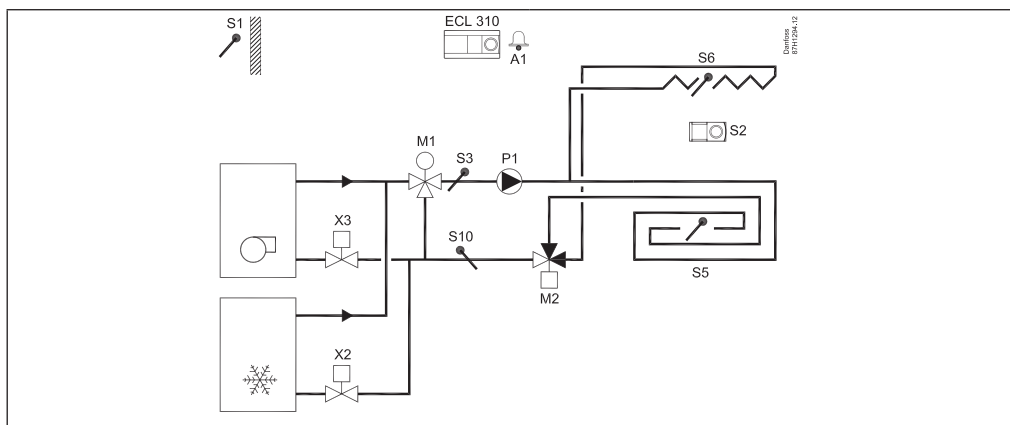 S1
ECL 310
A1
Danfoss
87H1294.12
S6
S2
M1
S3
P1
X3
S10
M2
S5
X2